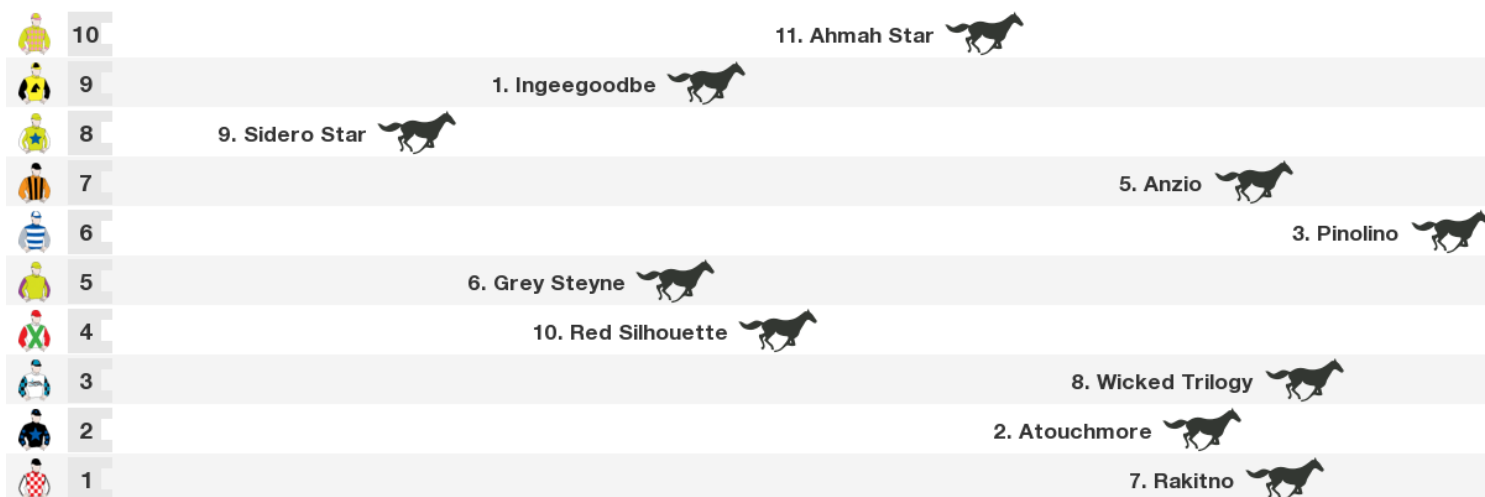 10 11. Ahmah Star
9 1. Ingeegoodbe
8 9. Sidero Star
7 5. Anzio
6 3. Pinolino
5 6. Grey Steyne
4 10. Red Silhouette
3 8. Wicked Trilogy
2 2. Atouchmore
1 7. Rakitno